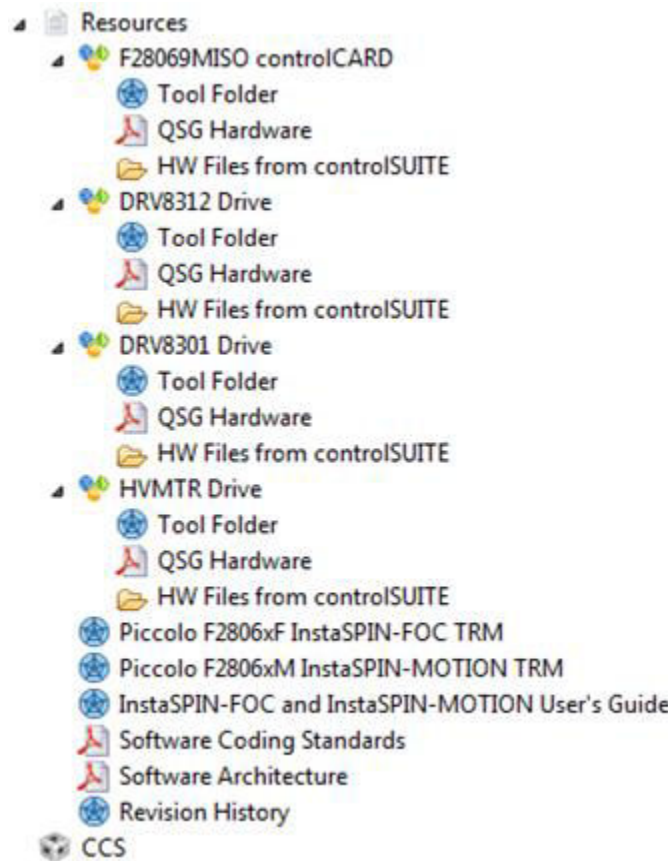 Resources
F28069MISO controlCARD
Tool Folder
QSG Hardware
HW Files from controlSUITE
DRV8312 Drive
Tool Folder
QSG Hardware
HW Files from controlSUITE
DRV8301 Drive
Tool Folder
QSG Hardware
HW Files from controlSUITE
HVMTR Drive
Tool Folder
QSG Hardware
HW Files from controlSUITE
Piccolo F2806xF InstaSPIN-FOC TRM
Piccolo F2806xM InstaSPIN-MOTION TRM
InstaSPIN-FOC and InstaSPIN-MOTION User's Guide
Software Coding Standards
Software Architecture
Revision History
CCS